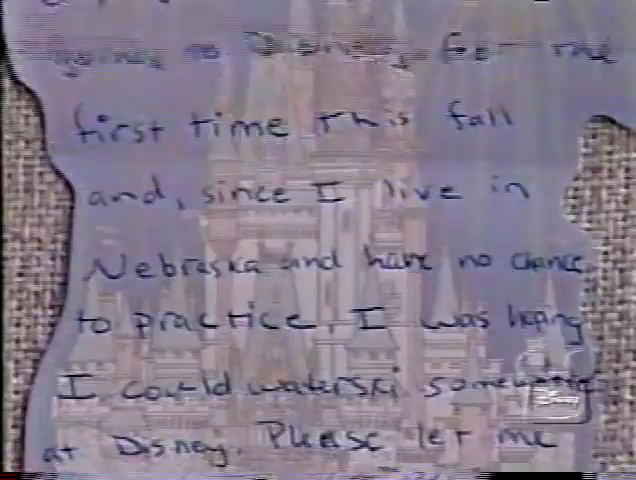 going to Disney for the
first time this fall
and, since I live in
Nebraska and have no chance
to practice, I was hoping
I could waterski somewhere
at Disney. Please let me
Disney